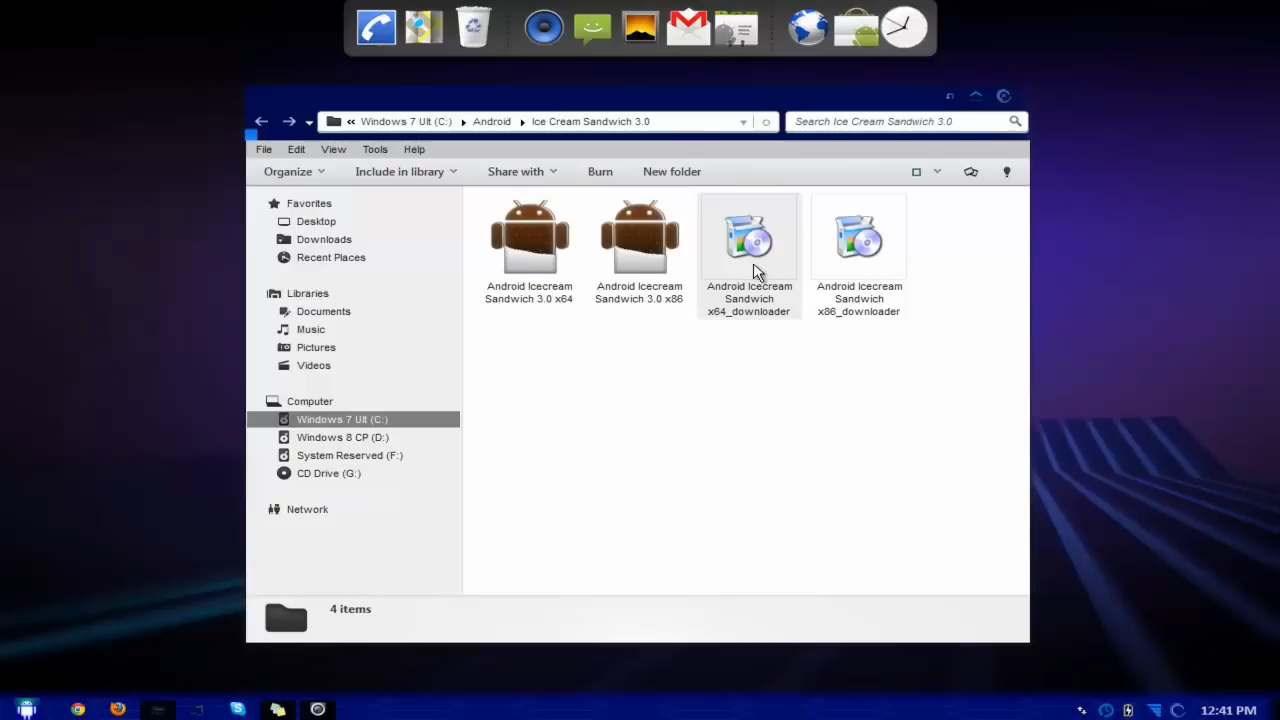 « Windows 7 Ult (C:) ▸ Android ▸ Ice Cream Sandwich 3.0
Search Ice Cream Sandwich 3.0
File Edit View Tools Help
Organize Include in library Share with Burn New folder
Favorites
Desktop
Downloads
Recent Places
Libraries
Documents
Music
Pictures
Videos
Computer
Windows 7 Ult (C:)
Windows 8 CP (D:)
System Reserved (F:)
CD Drive (G:)
Network
Android Icecream
Sandwich 3.0 x64
Android Icecream
Sandwich 3.0 x86
Android Icecream
Sandwich
x64_downloader
Android Icecream
Sandwich
x86_downloader
4 items
12:41 PM